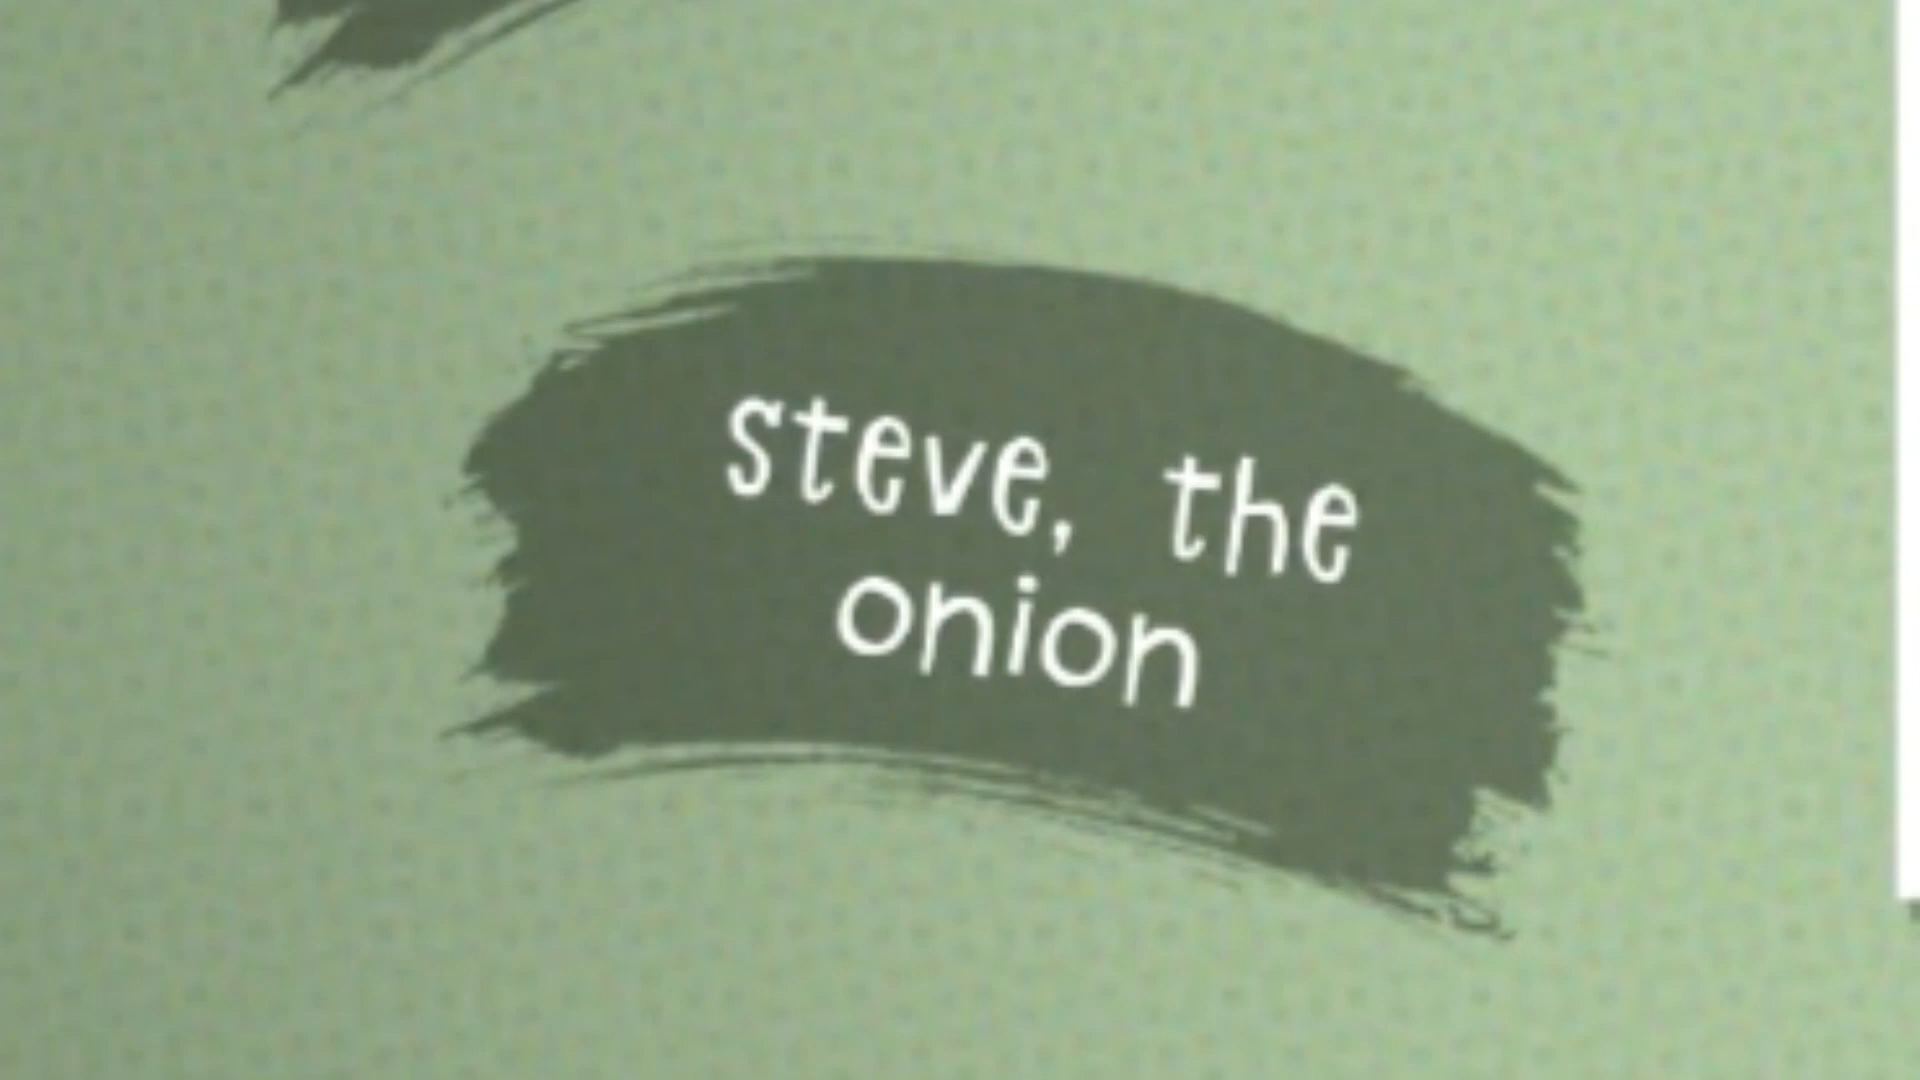 steve, the
onion